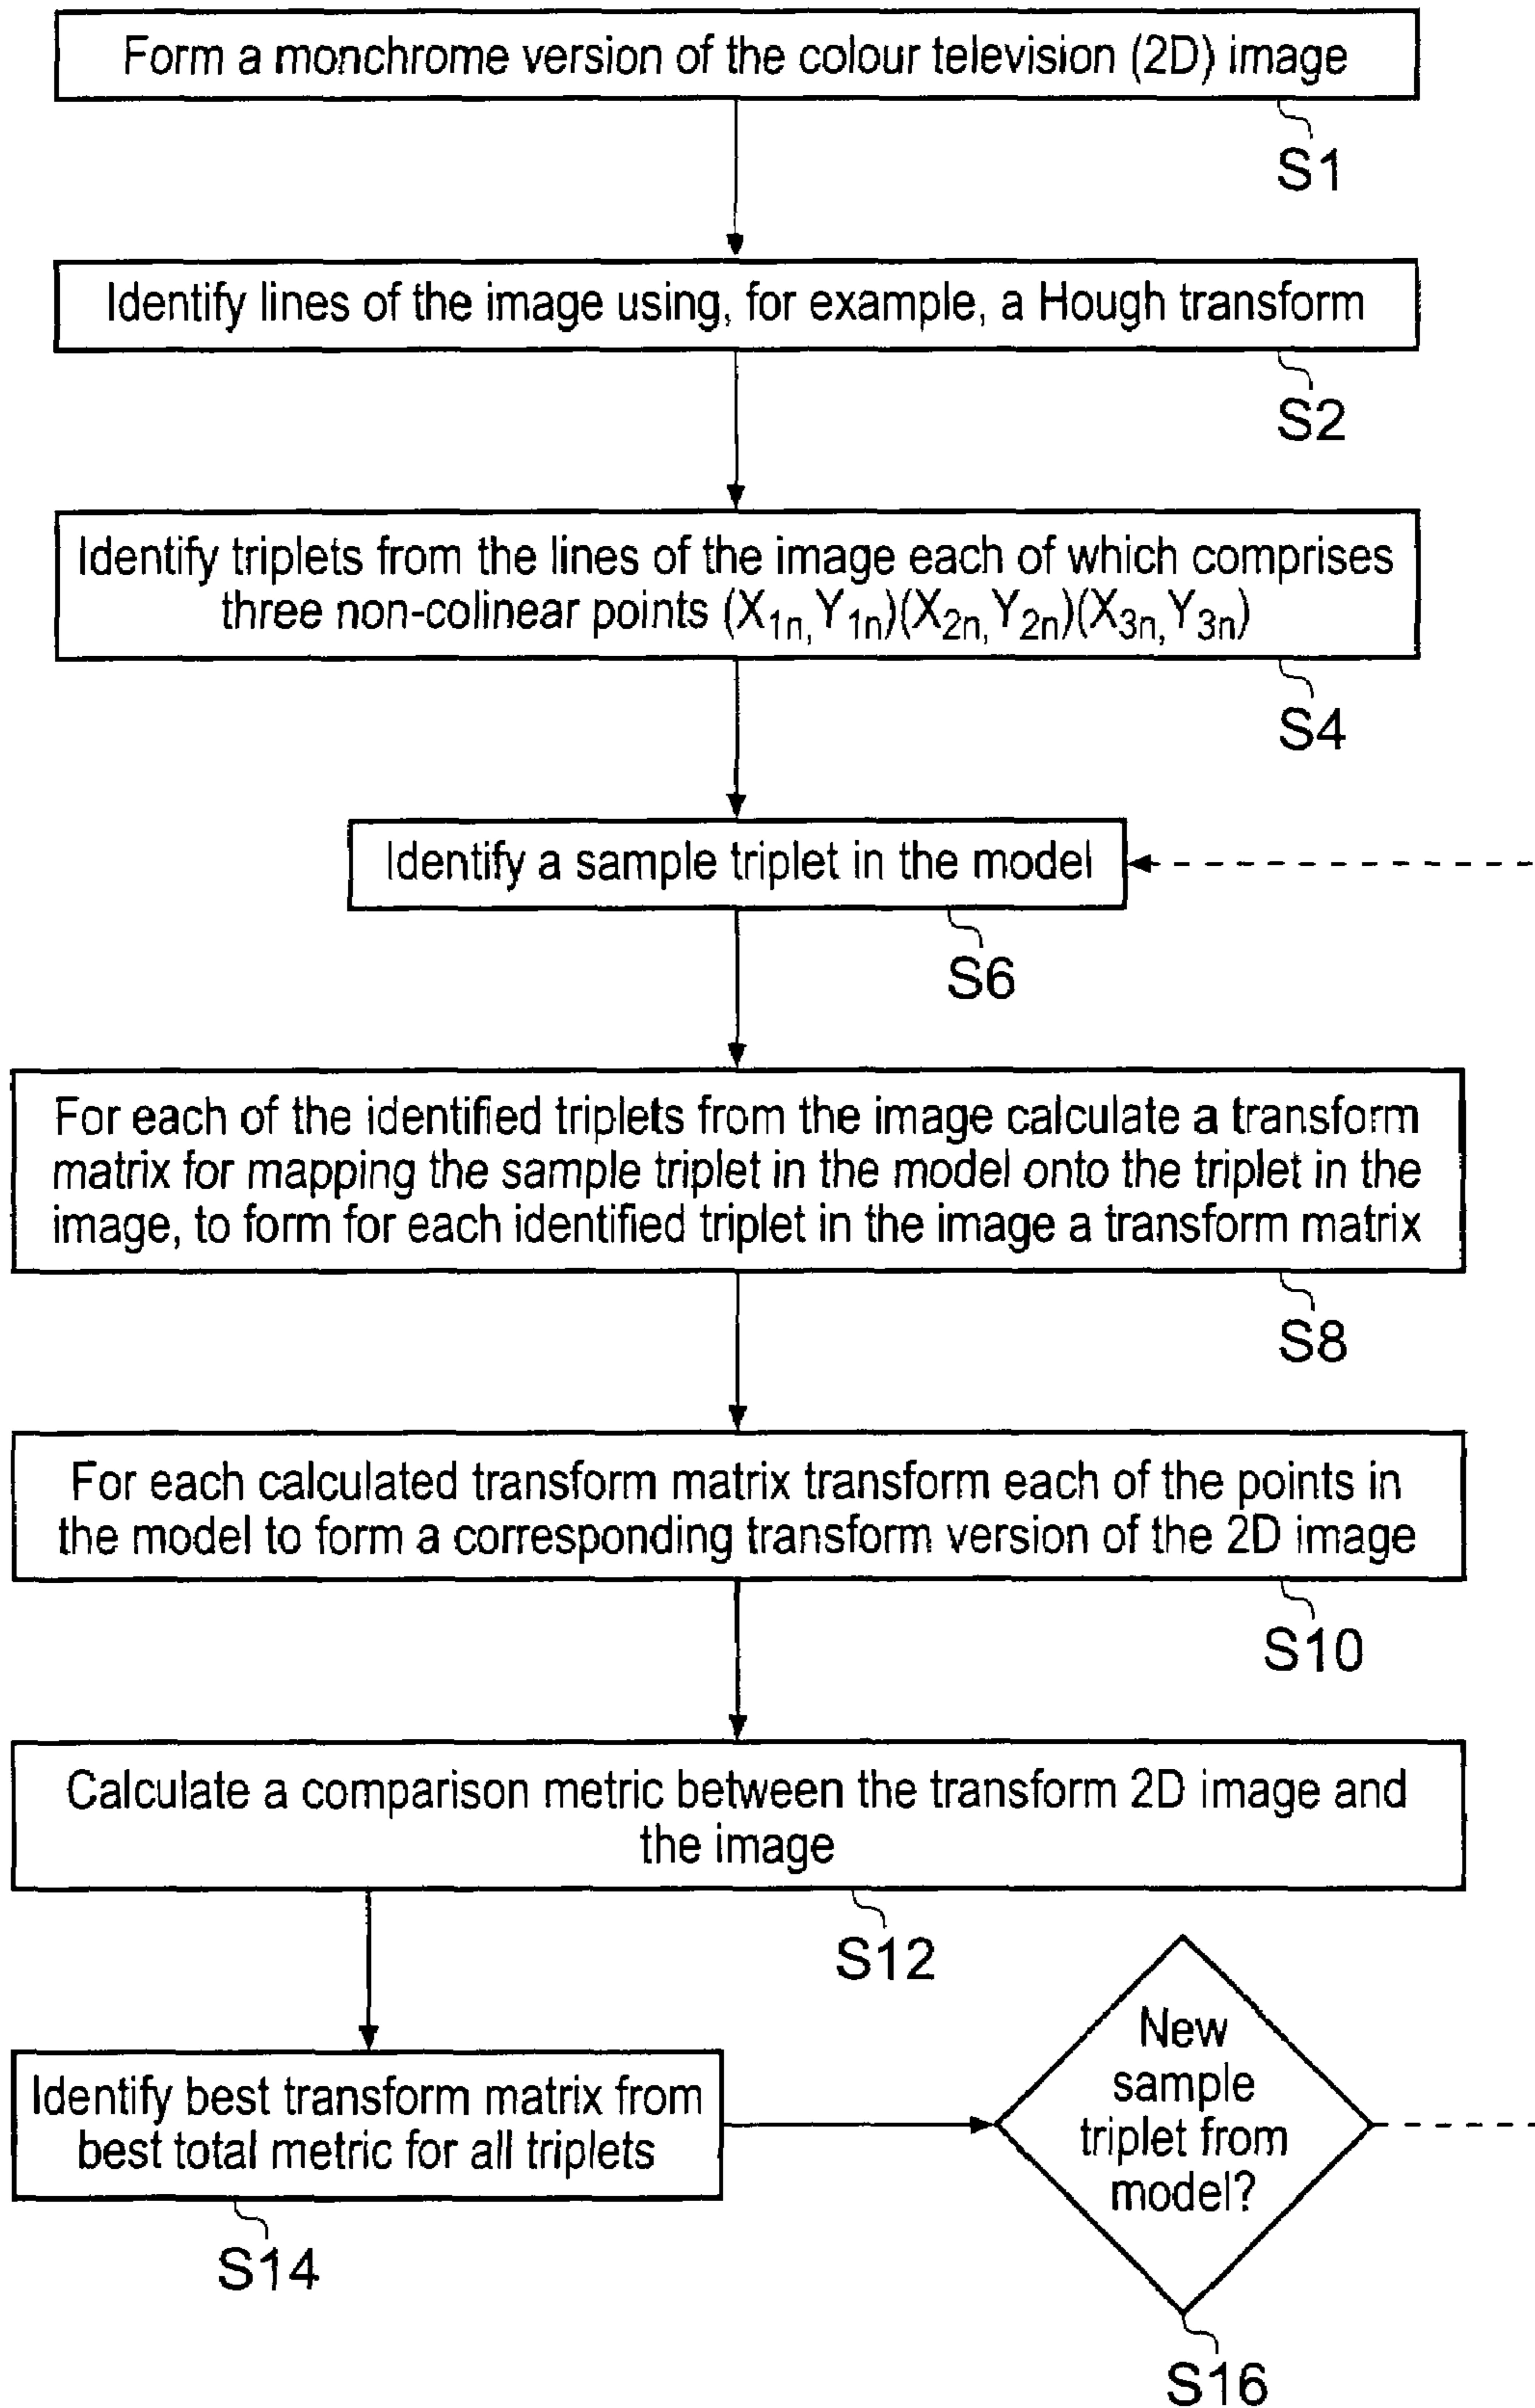 Form a monchrome version of the colour television (2D) image
S1
Identify lines of the image using, for example, a Hough transform
S2
Identify triplets from the lines of the image each of which comprises
three non-colinear points (X1n, Y1n)(X2n, Y2n)(X3n, Y3n)
S4
Identify a sample triplet in the model
S6
For each of the identified triplets from the image calculate a transform
matrix for mapping the sample triplet in the model onto the triplet in the
image, to form for each identified triplet in the image a transform matrix
S8
For each calculated transform matrix transform each of the points in
the model to form a corresponding transform version of the 2D image
S10
Calculate a comparison metric between the transform 2D image and
the image
S12
Identify best transform matrix from
best total metric for all triplets
S14
New
sample
triplet from
model?
S16